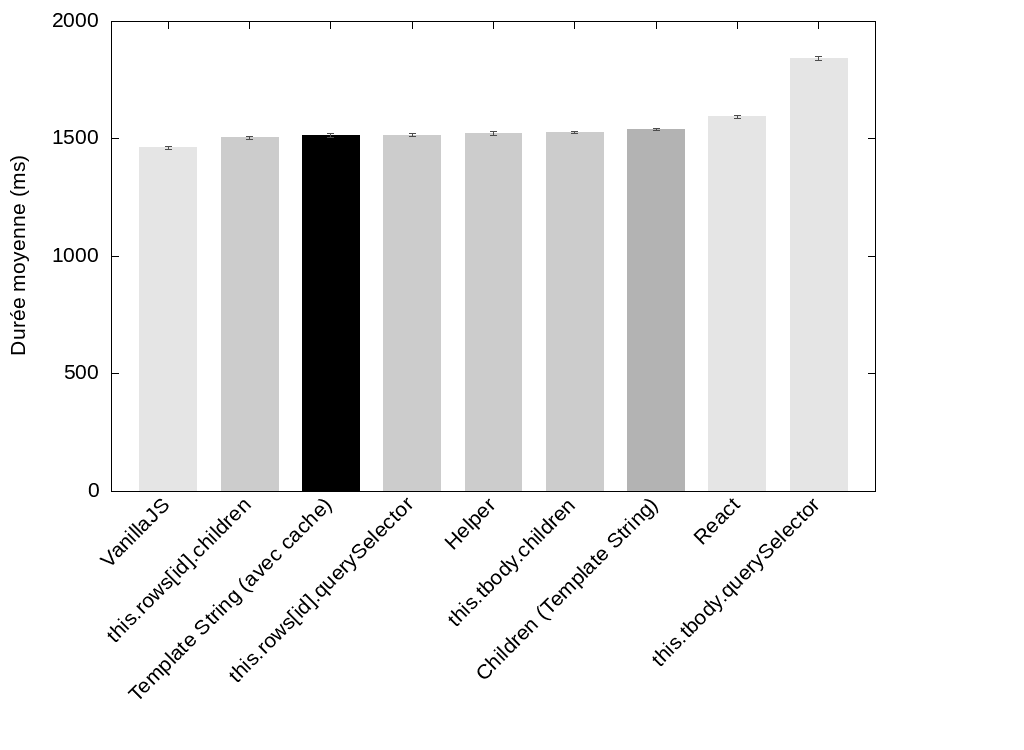 2000
1500
1000
500
0
Durée moyenne (ms)
VanillaJS
this.rows[id].children
Template String (avec cache)
this.rows[id].querySelector
Helper
this.tbody.children
Children (Template String)
React
this.tbody.querySelector